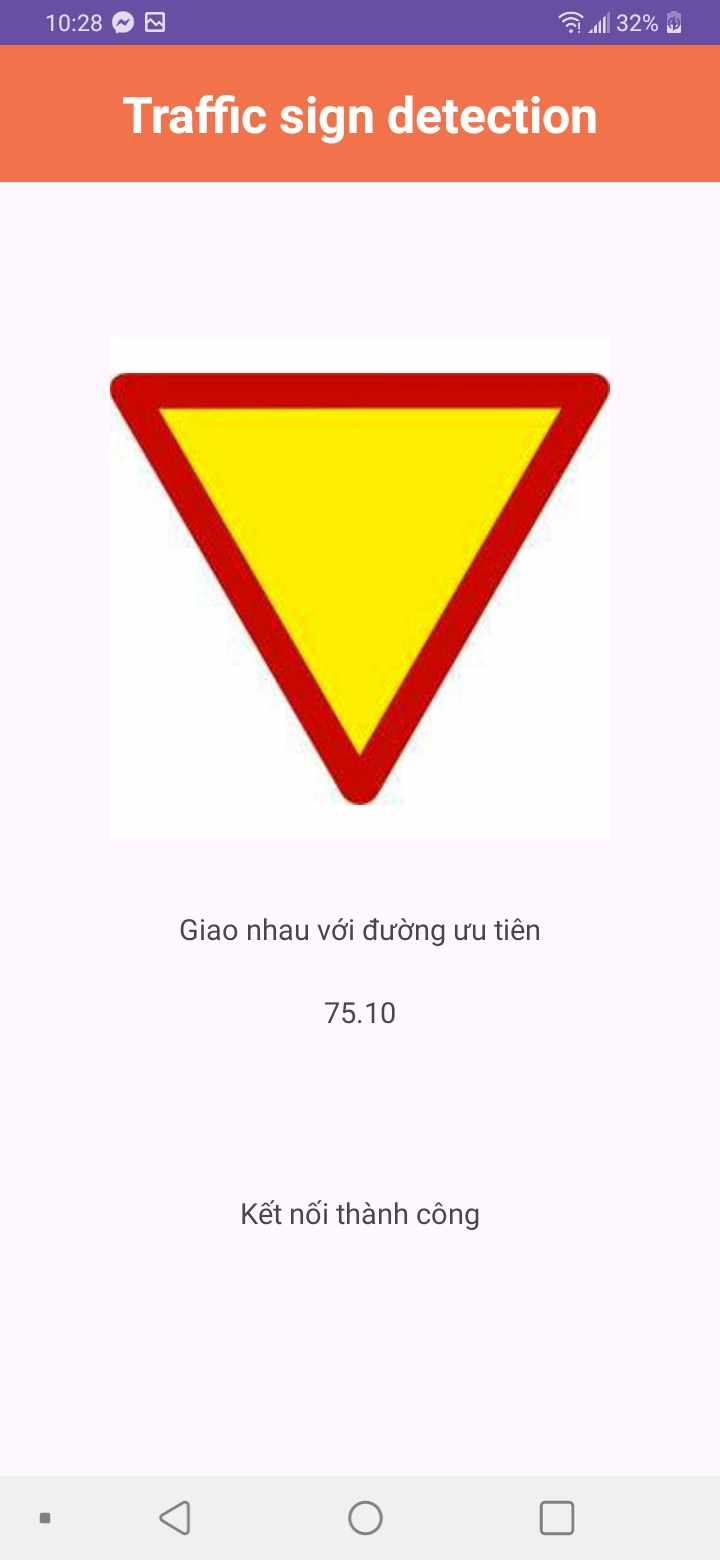 10:28
32%
Traffic sign detection
Giao nhau với đường ưu tiên
75.10
Kết nối thành công